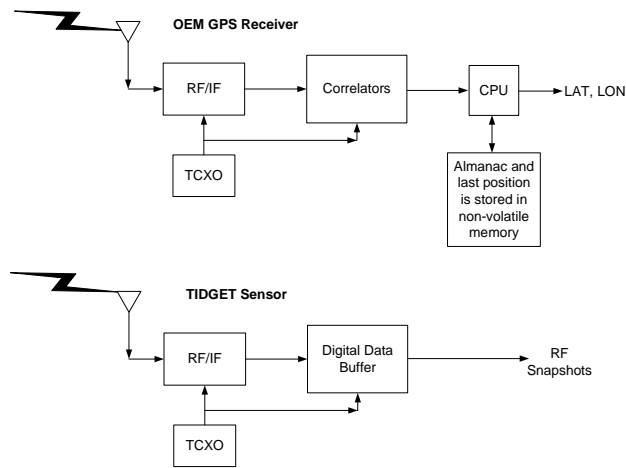 OEM GPS Receiver
RF/IF
Correlators
CPU
LAT, LON
TCXO
Almanac and
last position
is stored in
non-volatile
memory
TIDGET Sensor
RF/IF
Digital Data
Buffer
RF
Snapshots
TCXO